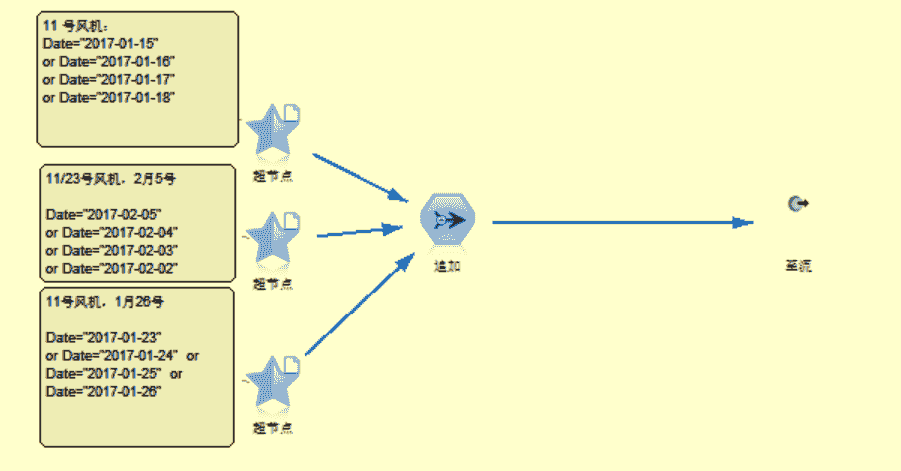 11 号风机：
Date="2017-01-15"
or Date="2017-01-16"
or Date="2017-01-17"
or Date="2017-01-18"
超节点
11/23号风机，2月5号
Date="2017-02-05"
or Date="2017-02-04"
or Date="2017-02-03"
or Date="2017-02-02"
超节点
追加
至流
11号风机，1月26号
Date="2017-01-23"
or Date="2017-01-24" or
Date="2017-01-25" or
Date="2017-01-26"
超节点